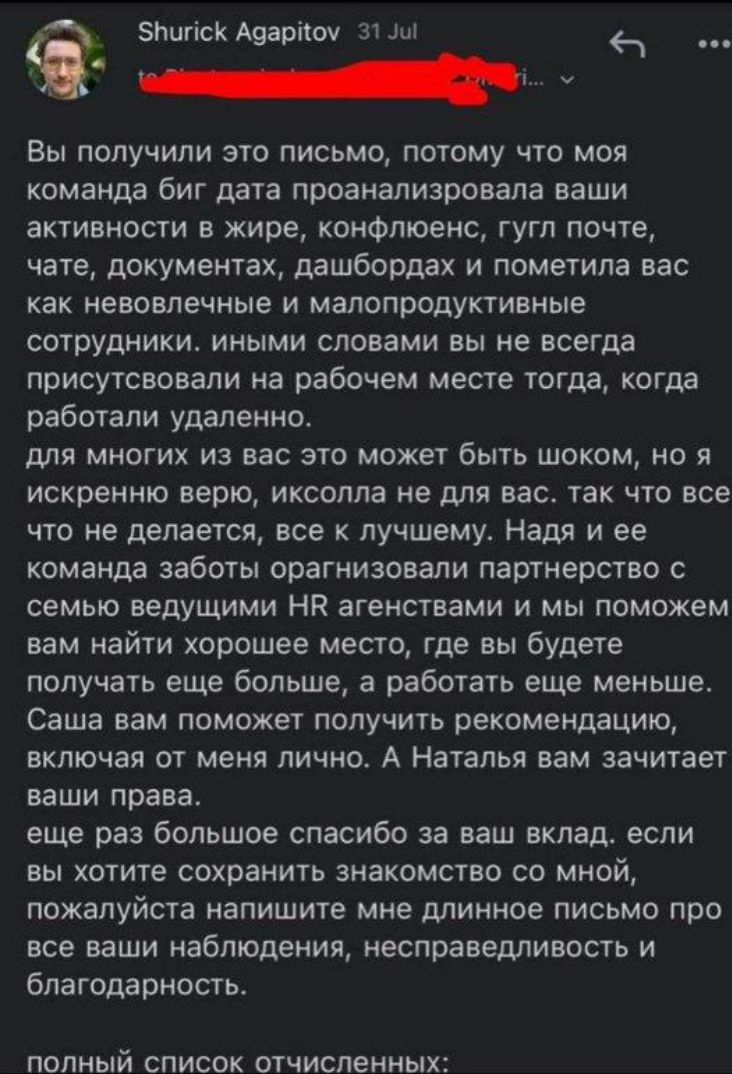 Shurick Agapitov 31 Jul
to
Вы получили это письмо, потому что моя
команда биг дата проанализровала ваши
активности в жире, конфлюенс, гугл почте,
чате, документах, дашбордах и пометила вас
как невовлечные и малопродуктивные
сотрудники. иными словами вы не всегда
присутсвовали на рабочем месте тогда, когда
работали удаленно.
для многих из вас это может быть шоком, но я
искренню верю, иксолла не для вас. так что все
что не делается, все к лучшему. Надя и ее
команда заботы орагнизовали партнерство с
семью ведущими HR агенствами и мы поможем
вам найти хорошее место, где вы будете
получать еще больше, а работать еще меньше.
Саша вам поможет получить рекомендацию,
включая от меня лично. А Наталья вам зачитает
ваши права.
еще раз большое спасибо за ваш вклад. если
вы хотите сохранить знакомство со мной,
пожалуйста напишите мне длинное письмо про
все ваши наблюдения, несправедливость и
благодарность.
полный список отчисленных: